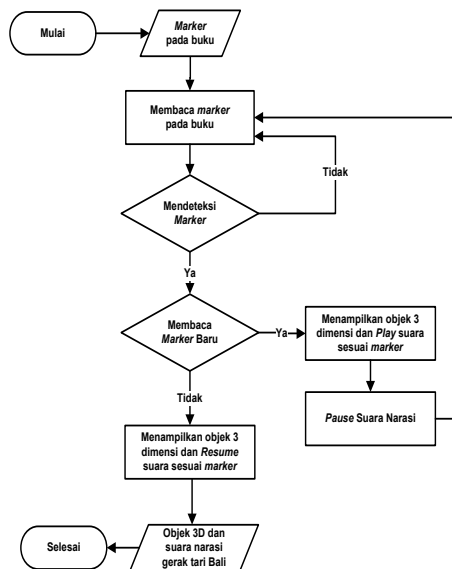 Mulai
Marker
pada buku
Membaca marker
pada buku
Tidak
Mendeteksi
Marker
Ya
Membaca
Marker Baru
Ya
Menampilkan objek 3
dimensi dan Play suara
sesuai marker
Tidak
Pause Suara Narasi
Menampilkan objek 3
dimensi dan Resume
suara sesuai marker
Selesai
Objek 3D dan
suara narasi
gerak tari Bali